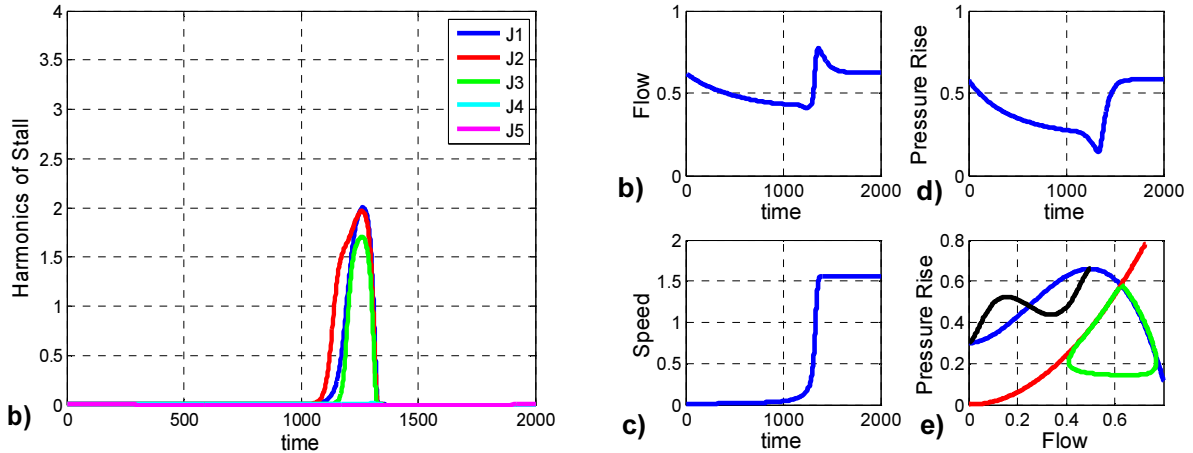 4
3.5
3
2.5
2
1.5
1
0.5
0
Harmonics of Stall
J1
J2
J3
J4
J5
0 500 1000 1500 2000
time
b)
1
0.5
0
Flow
0 1000 2000
time
b)
1
0.5
0
Pressure Rise
0 1000 2000
time
d)
2
1.5
1
0.5
0
Speed
0 1000 2000
time
c)
0.8
0.6
0.4
0.2
0
Pressure Rise
0 0.2 0.4 0.6
Flow
e)